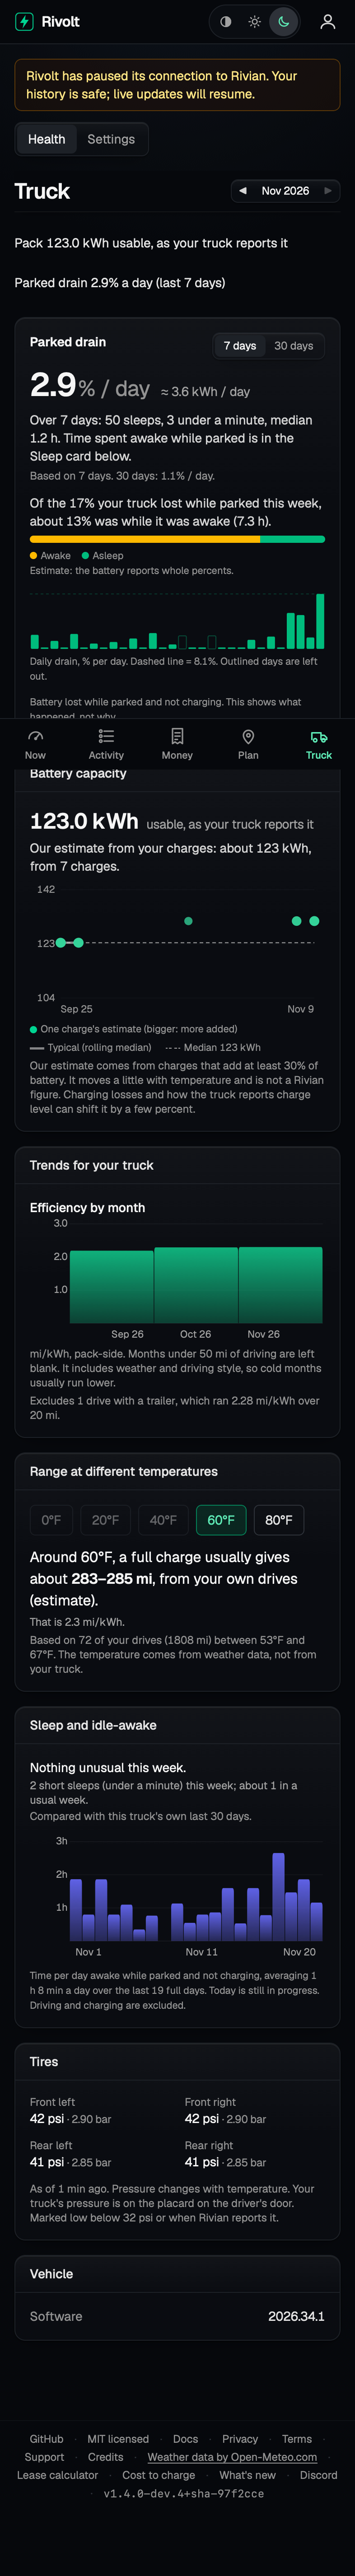 Rivolt
Rivolt has paused its connection to Rivian. Your
history is safe; live updates will resume.
Health Settings
Truck
◀ Nov 2026 ▶
Pack 123.0 kWh usable, as your truck reports it
Parked drain 2.9% a day (last 7 days)
Parked drain
7 days 30 days
2.9% / day ≈ 3.6 kWh / day
Over 7 days: 50 sleeps, 3 under a minute, median
1.2 h. Time spent awake while parked is in the
Sleep card below.
Based on 7 days. 30 days: 1.1% / day.
Of the 17% your truck lost while parked this week,
about 13% was while it was awake (7.3 h).
Awake Asleep
Estimate: the battery reports whole percents.
Daily drain, % per day. Dashed line = 8.1%. Outlined days are left
out.
Battery lost while parked and not charging. This shows what
happened, not why.
Now Activity Money Plan Truck
Battery capacity
123.0 kWh usable, as your truck reports it
Our estimate from your charges: about 123 kWh,
from 7 charges.
142
123
104
Sep 25 Nov 9
One charge's estimate (bigger: more added)
Typical (rolling median) Median 123 kWh
Our estimate comes from charges that add at least 30% of
battery. It moves a little with temperature and is not a Rivian
figure. Charging losses and how the truck reports charge
level can shift it by a few percent.
Trends for your truck
Efficiency by month
3.0
2.0
1.0
Sep 26 Oct 26 Nov 26
mi/kWh, pack-side. Months under 50 mi of driving are left
blank. It includes weather and driving style, so cold months
usually run lower.
Excludes 1 drive with a trailer, which ran 2.28 mi/kWh over
20 mi.
Range at different temperatures
0°F 20°F 40°F 60°F 80°F
Around 60°F, a full charge usually gives
about 283–285 mi, from your own drives
(estimate).
That is 2.3 mi/kWh.
Based on 72 of your drives (1808 mi) between 53°F and
67°F. The temperature comes from weather data, not from
your truck.
Sleep and idle-awake
Nothing unusual this week.
2 short sleeps (under a minute) this week; about 1 in a
usual week.
Compared with this truck's own last 30 days.
3h
2h
1h
Nov 1 Nov 11 Nov 20
Time per day awake while parked and not charging, averaging 1
h 8 min a day over the last 19 full days. Today is still in progress.
Driving and charging are excluded.
Tires
Front left Front right
42 psi · 2.90 bar 42 psi · 2.90 bar
Rear left Rear right
41 psi · 2.85 bar 41 psi · 2.85 bar
As of 1 min ago. Pressure changes with temperature. Your
truck's pressure is on the placard on the driver's door.
Marked low below 32 psi or when Rivian reports it.
Vehicle
Software 2026.34.1
GitHub · MIT licensed · Docs · Privacy · Terms ·
Support · Credits · Weather data by Open-Meteo.com ·
Lease calculator · Cost to charge · What's new · Discord
· v1.4.0-dev.4+sha-97f2cce